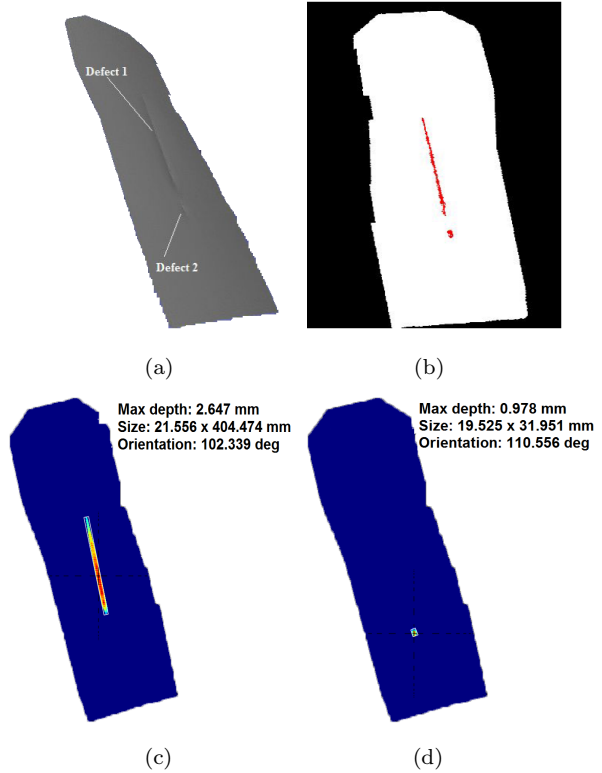 Defect 1
Defect 2
(a)
(b)
Max depth: 2.647 mm
Size: 21.556 x 404.474 mm
Orientation: 102.339 deg
Max depth: 0.978 mm
Size: 19.525 x 31.951 mm
Orientation: 110.556 deg
(c)
(d)